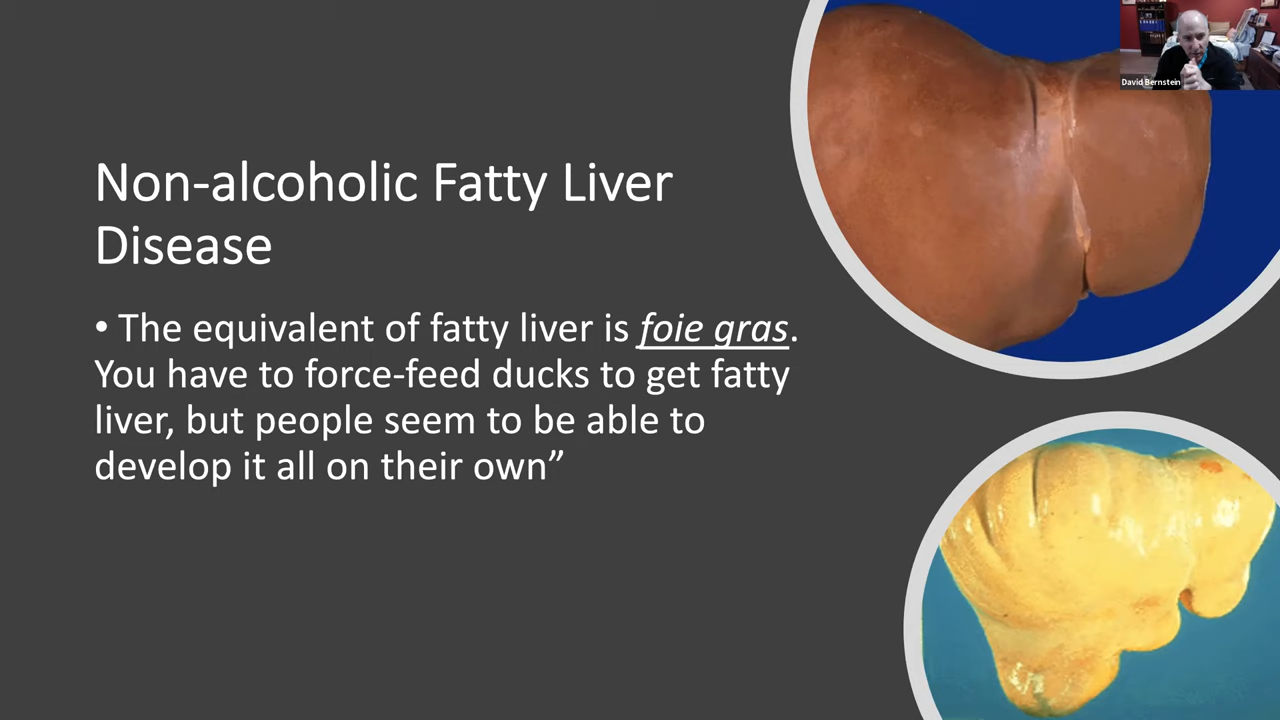 David Bernstein
Non-alcoholic Fatty Liver
Disease
• The equivalent of fatty liver is foie gras.
You have to force-feed ducks to get fatty
liver, but people seem to be able to
develop it all on their own”